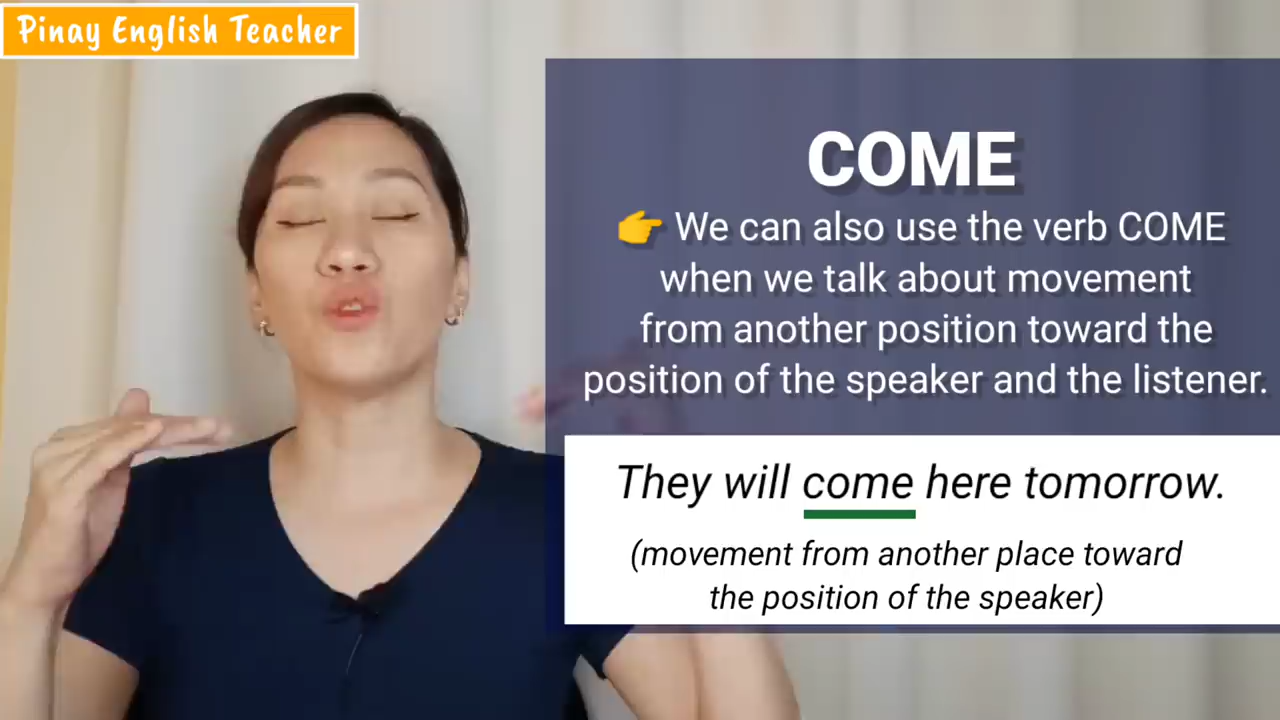 Pinay English Teacher
COME
👉 We can also use the verb COME
when we talk about movement
from another position toward the
position of the speaker and the listener.
They will come here tomorrow.
(movement from another place toward
the position of the speaker)